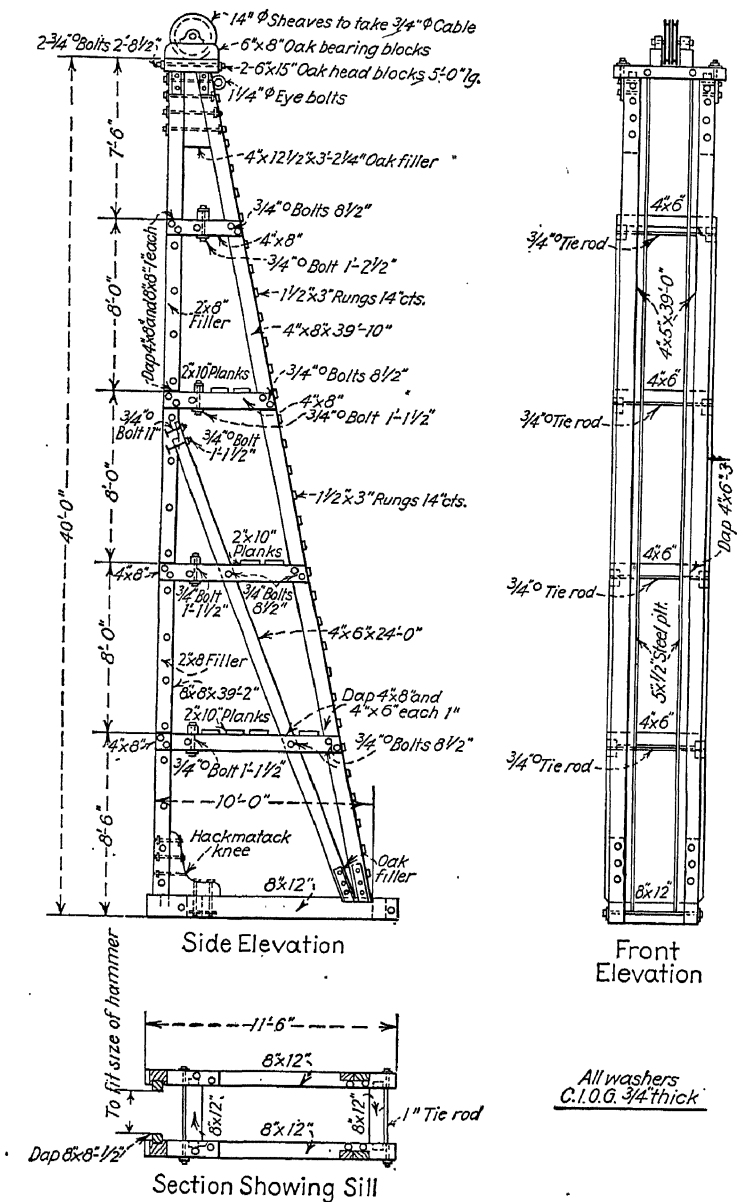 14"Φ Sheaves to take 3/4"Φ Cable
2-3/4"° Bolts 2'-8 1/2"
6"x8" Oak bearing blocks
2-6"x15" Oak head blocks 5'-0" lg.
1 1/4"Φ Eye bolts
7'-6"
4"x12 1/2"x3'-2 1/4" Oak filler
3/4"° Bolts 8 1/2"
4"x8"
3/4"° Bolt 1'-2 1/2"
8'-0"
2"x8"
Filler
1 1/2"x3" Rungs 14" cts.
4"x8"x39'-10"
2"x10" Planks
3/4"° Bolts 8 1/2"
4"x8"
3/4"° Bolt 1'-1 1/2"
3/4"°
Bolt 11"
3/4"° Bolt
1'-1 1/2"
40'-0"
8'-0"
1 1/2"x3" Rungs 14" cts.
2"x10"
Planks
4"x8"
3/4" Bolt
1'-1 1/2"
3/4" Bolts
8 1/2"
4"x6"x24'-0"
8'-0"
2"x8 Filler
8"x8"x39'-2"
2"x10" Planks
Dap 4"x8" and
4"x6" each 1"
4"x8"
3/4"° Bolt 1'-1 1/2"
3/4"° Bolts 8 1/2"
10'-0"
8'-6"
Hackmatack
knee
Oak
filler
8"x12"
Side Elevation
4"x6"
3/4"° Tie rod
4"x5"x39'-0"
4"x6"
3/4"° Tie rod
Dap 4"x6"-3"
4"x6"
3/4"° Tie rod
5"x1/2" Steel plt.
4"x6"
3/4"° Tie rod
8"x12"
Front
Elevation
11'-6"
To fit size of hammer
8"x12"
8"x12"
8"x12"
1" Tie rod
8"x12"
Dap 8"x8"-1/2"
Section Showing Sill
All washers
C.I.O.G. 3/4" thick